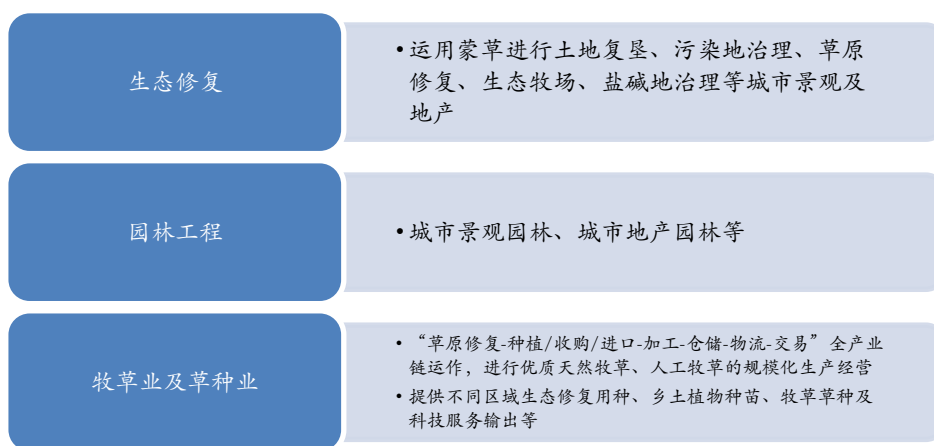 生态修复
•运用蒙草进行土地复垦、污染地治理、草原
修复、生态牧场、盐碱地治理等城市景观及
地产
园林工程
•城市景观园林、城市地产园林等
牧草业及草种业
•“草原修复-种植/收购/进口-加工-仓储-物流-交易”全产业
链运作，进行优质天然牧草、人工牧草的规模化生产经营
•提供不同区域生态修复用种、乡土植物种苗、牧草草种及
科技服务输出等